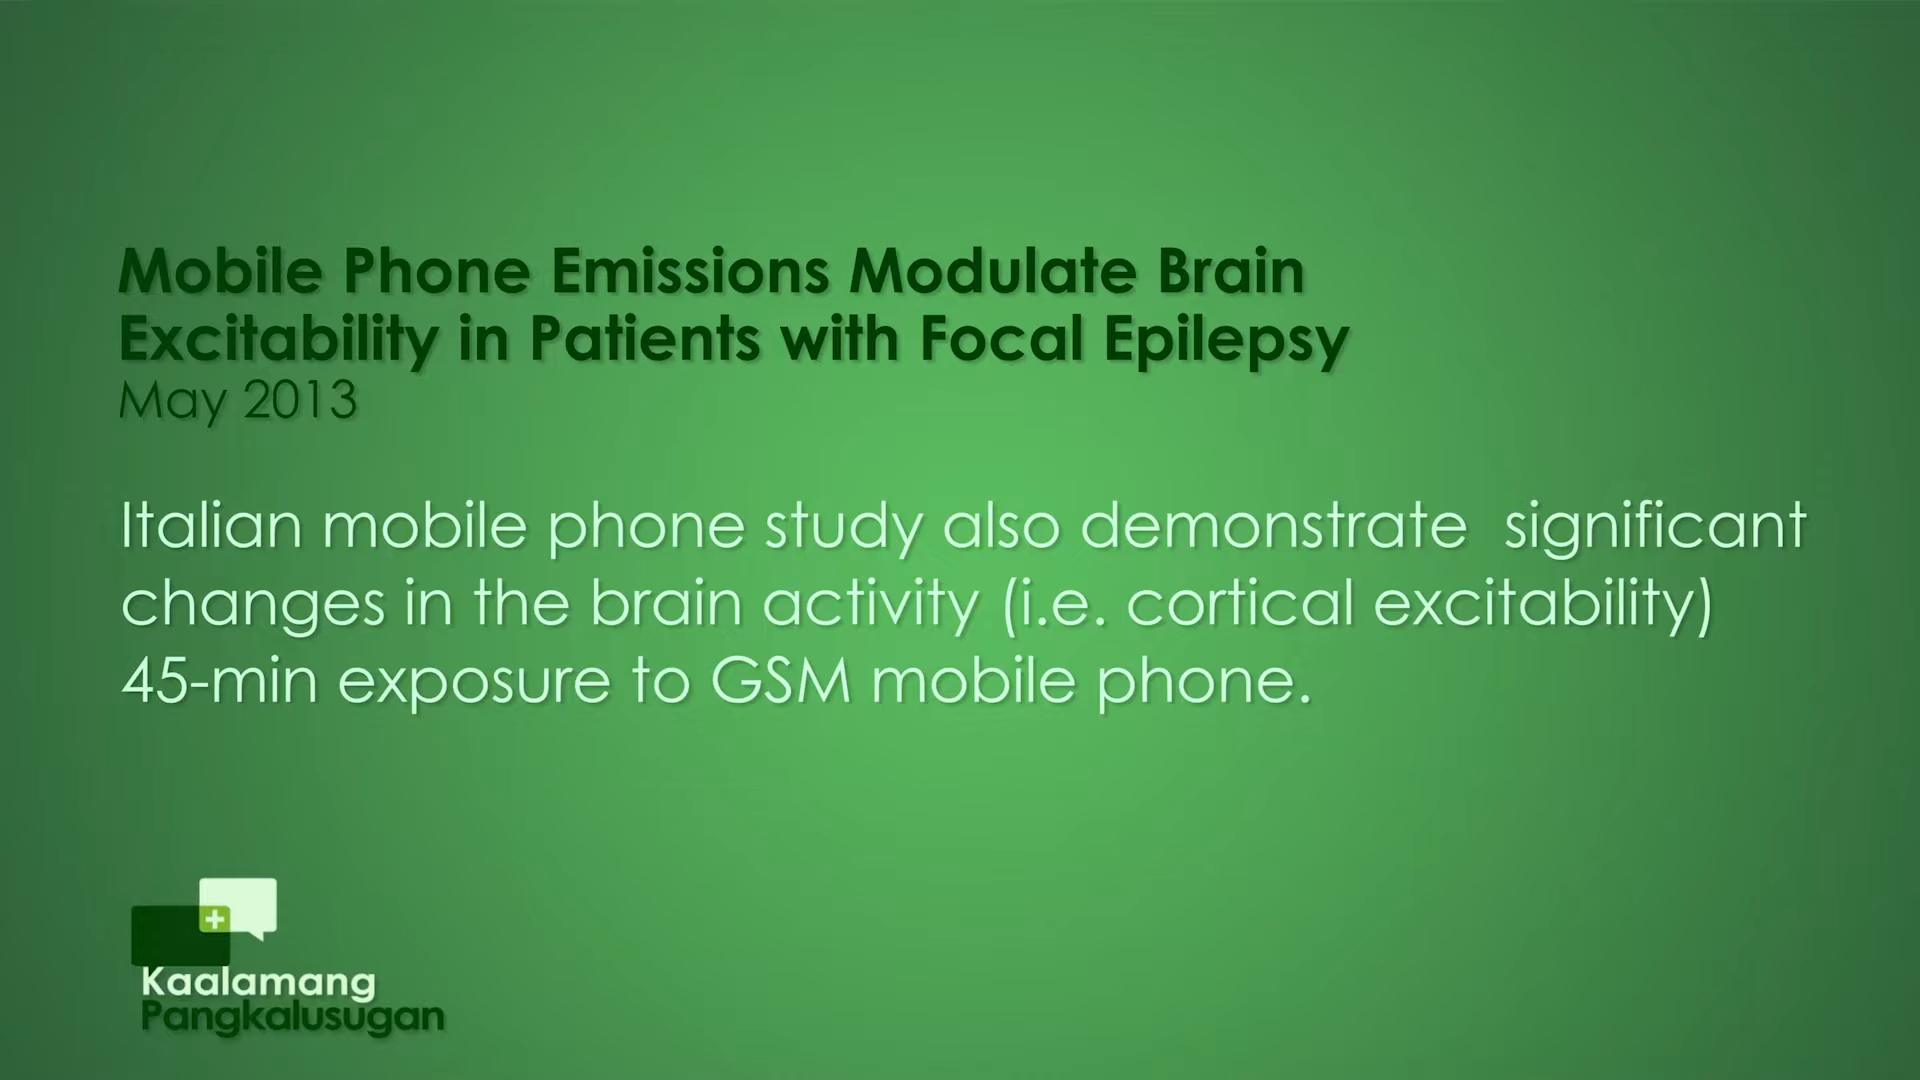 Mobile Phone Emissions Modulate Brain
Excitability in Patients with Focal Epilepsy
May 2013
Italian mobile phone study also demonstrate  significant
changes in the brain activity (i.e. cortical excitability)
45-min exposure to GSM mobile phone.
Kaalamang
Pangkalusugan